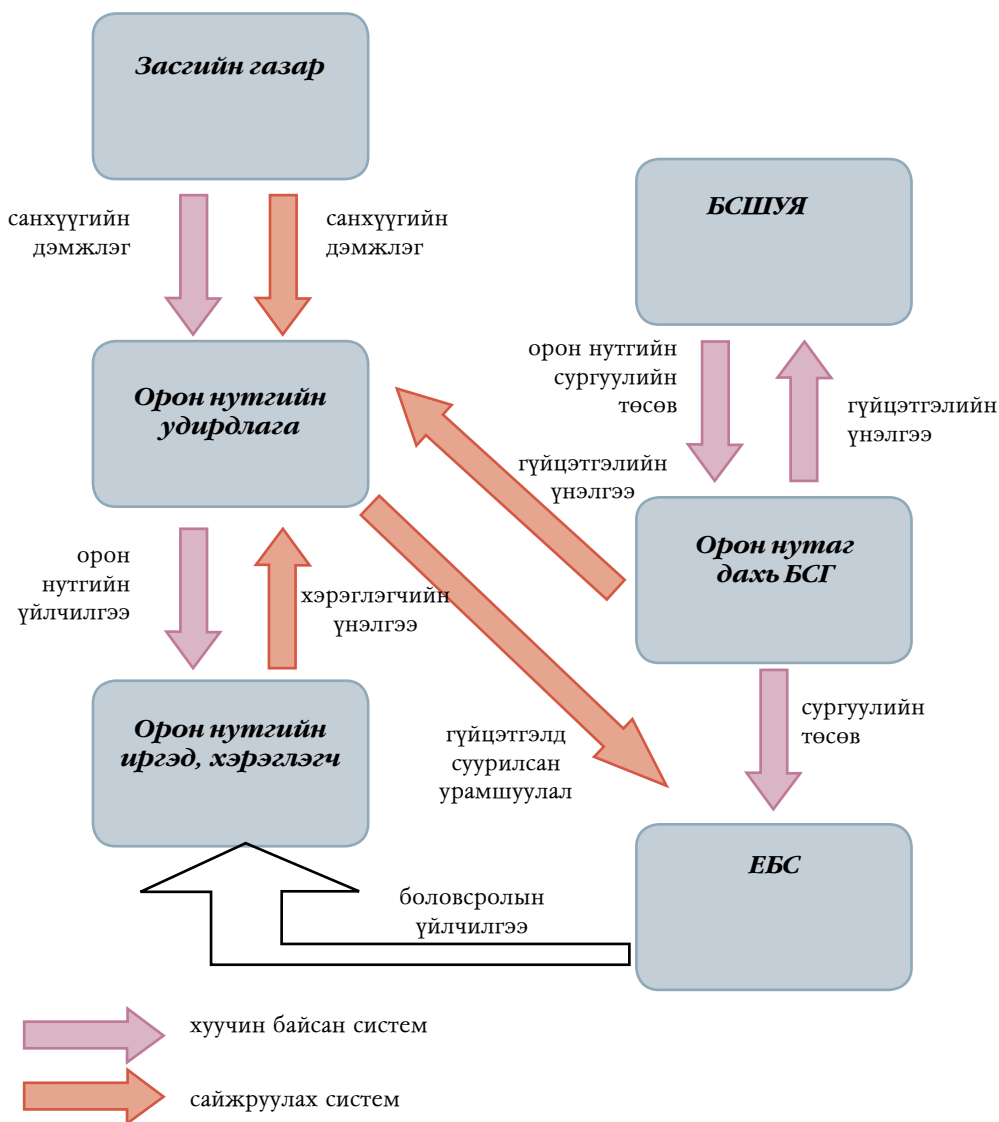 Засгийн газар
БСШУЯ
санхүүгийн
дэмжлэг
санхүүгийн
дэмжлэг
Орон нутгийн
удирдлага
орон нутгийн
сургуулийн
төсөв
гүйцэтгэлийн
үнэлгээ
гүйцэтгэлийн
үнэлгээ
Орон нутаг
дахь БСГ
орон
нутгийн
үйлчилгээ
хэрэглэгчийн
үнэлгээ
Орон нутгийн
иргэд, хэрэглэгч
гүйцэтгэлд
суурилсан
урамшуулал
сургуулийн
төсөв
ЕБС
боловсролын
үйлчилгээ
хуучин байсан систем
сайжруулах систем